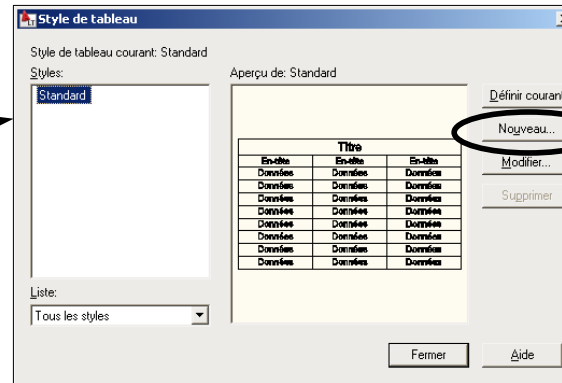 Style de tableau
Style de tableau courant: Standard
Styles:
Standard
Aperçu de: Standard
Titre
En-tête En-tête En-tête
Données Données Données
Données Données Données
Données Données Données
Données Données Données
Données Données Données
Données Données Données
Données Données Données
Données Données Données
Définir courant
Nouveau...
Modifier...
Supprimer
Liste:
Tous les styles
Fermer
Aide